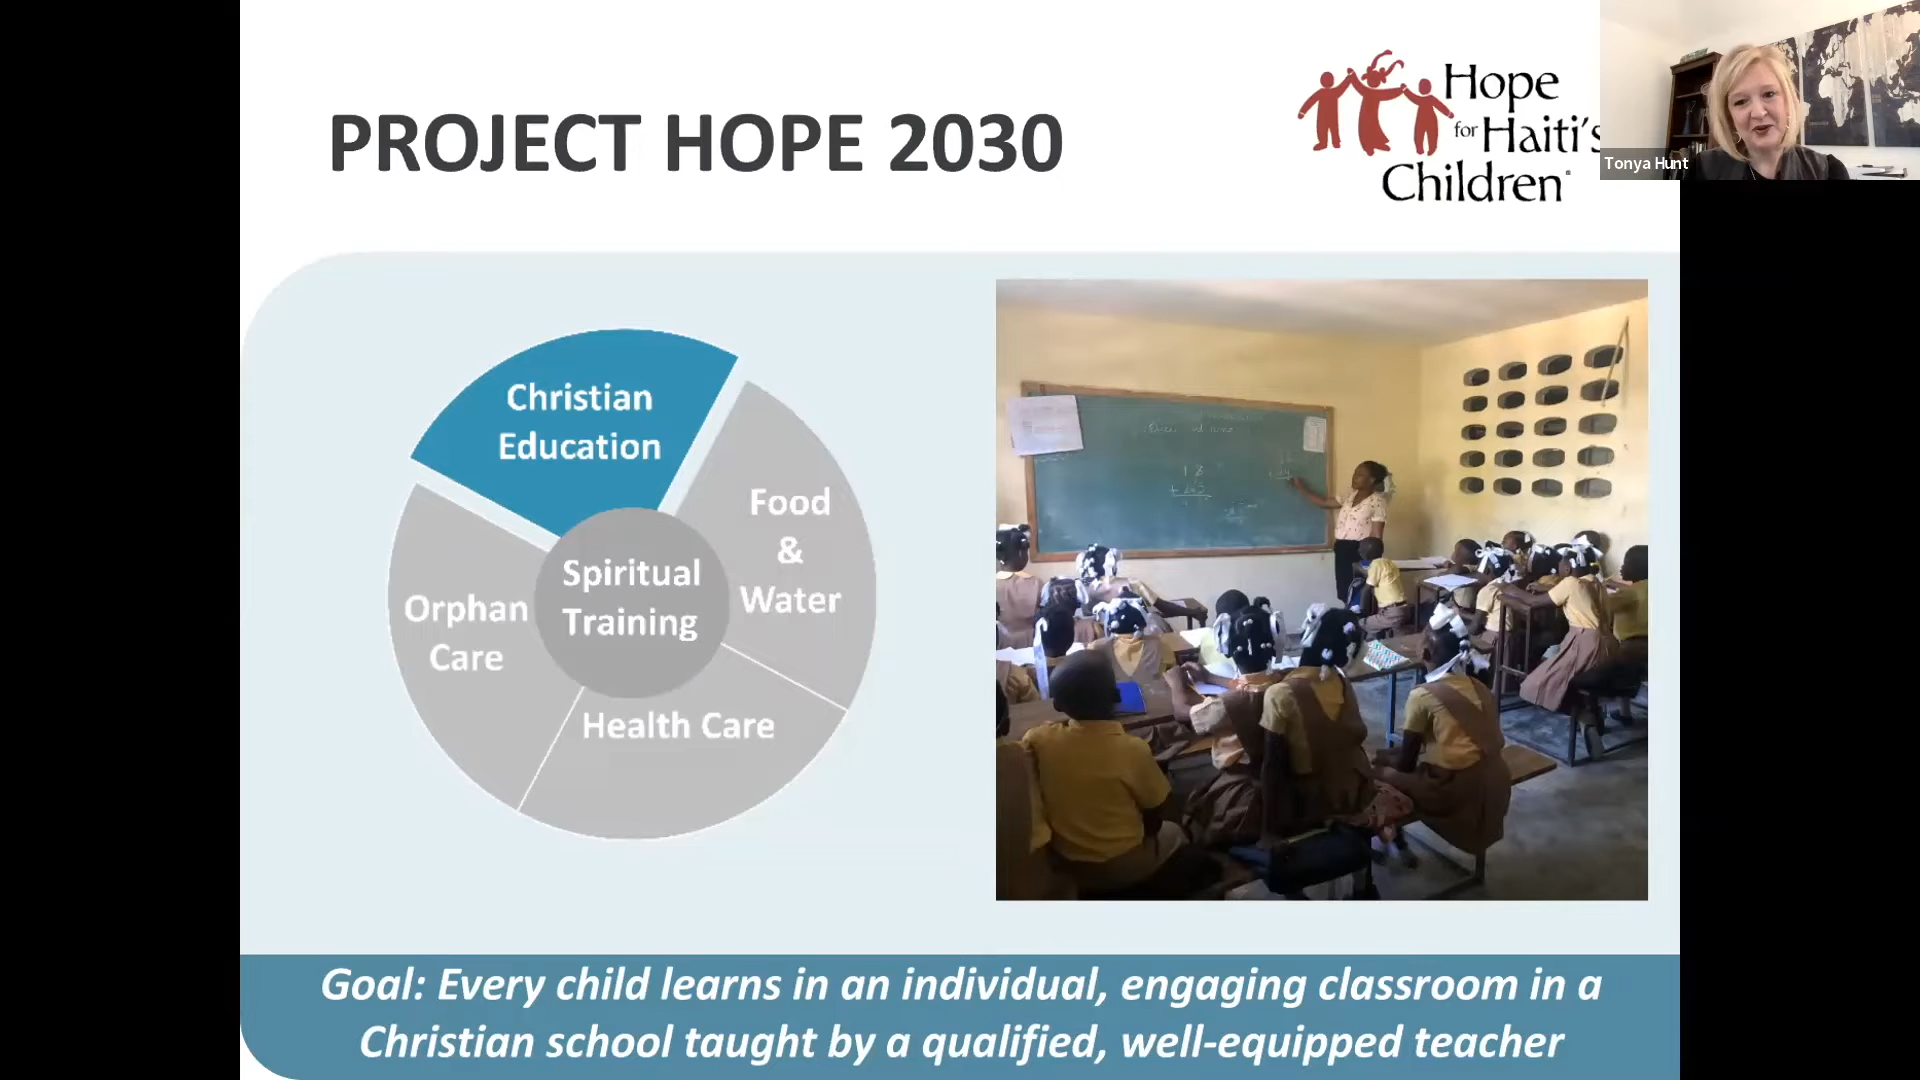 PROJECT HOPE 2030
Hope
for Haiti's
Children
Tonya Hunt
Christian
Education
Food
&
Water
Spiritual
Training
Orphan
Care
Health Care
18
Goal: Every child learns in an individual, engaging classroom in a
Christian school taught by a qualified, well-equipped teacher